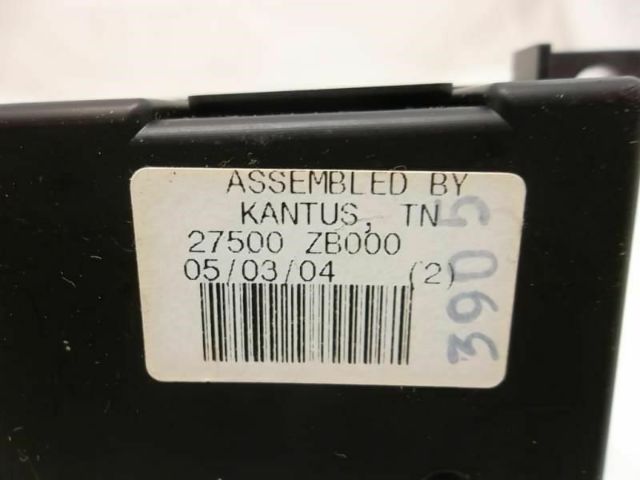 ASSEMBLED BY
KANTUS, TN
27500 ZB000
05/03/04 (2)
3905